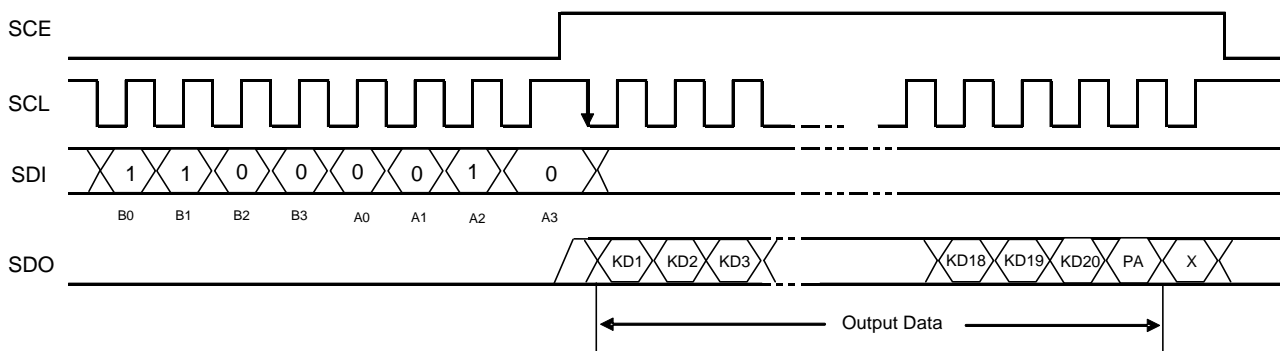 SCE
SCL
SDI 1 1 0 0 0 0 1 0
B0 B1 B2 B3 A0 A1 A2 A3
SDO KD1 KD2 KD3 KD18 KD19 KD20 PA X
Output Data